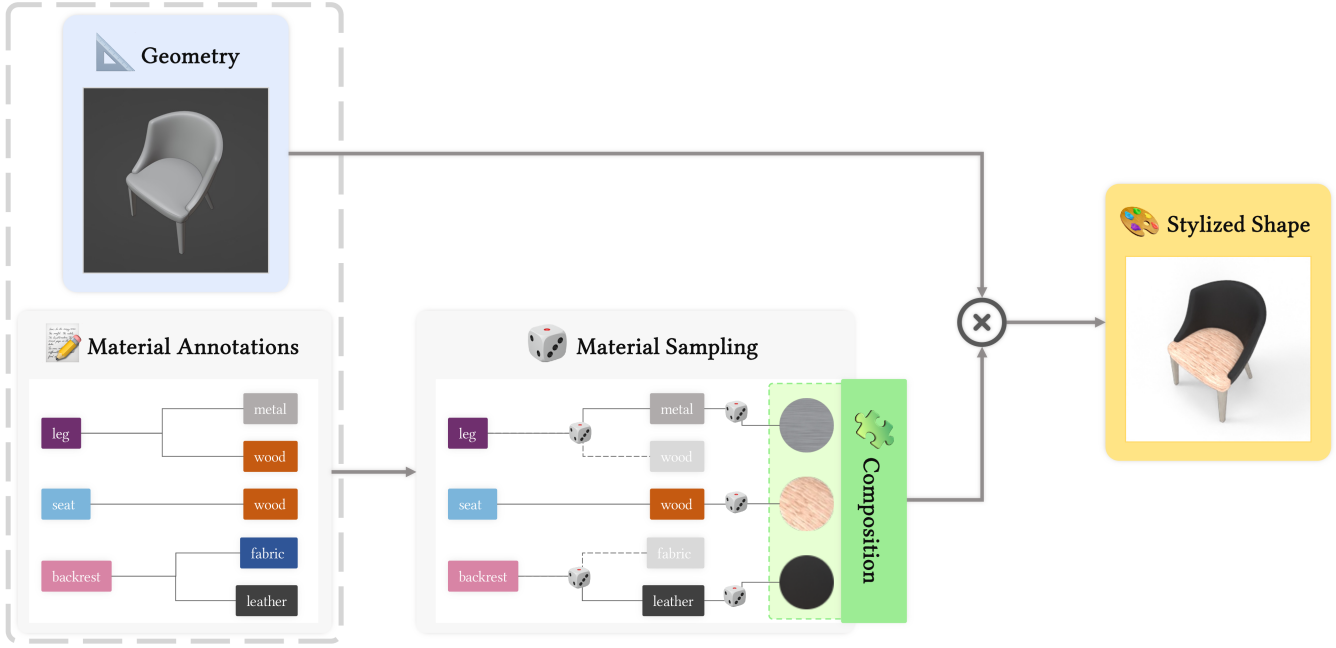 Geometry
Material Annotations
leg
metal
wood
seat
wood
backrest
fabric
leather
Material Sampling
leg
metal
wood
seat
wood
backrest
fabric
leather
Composition
Stylized Shape